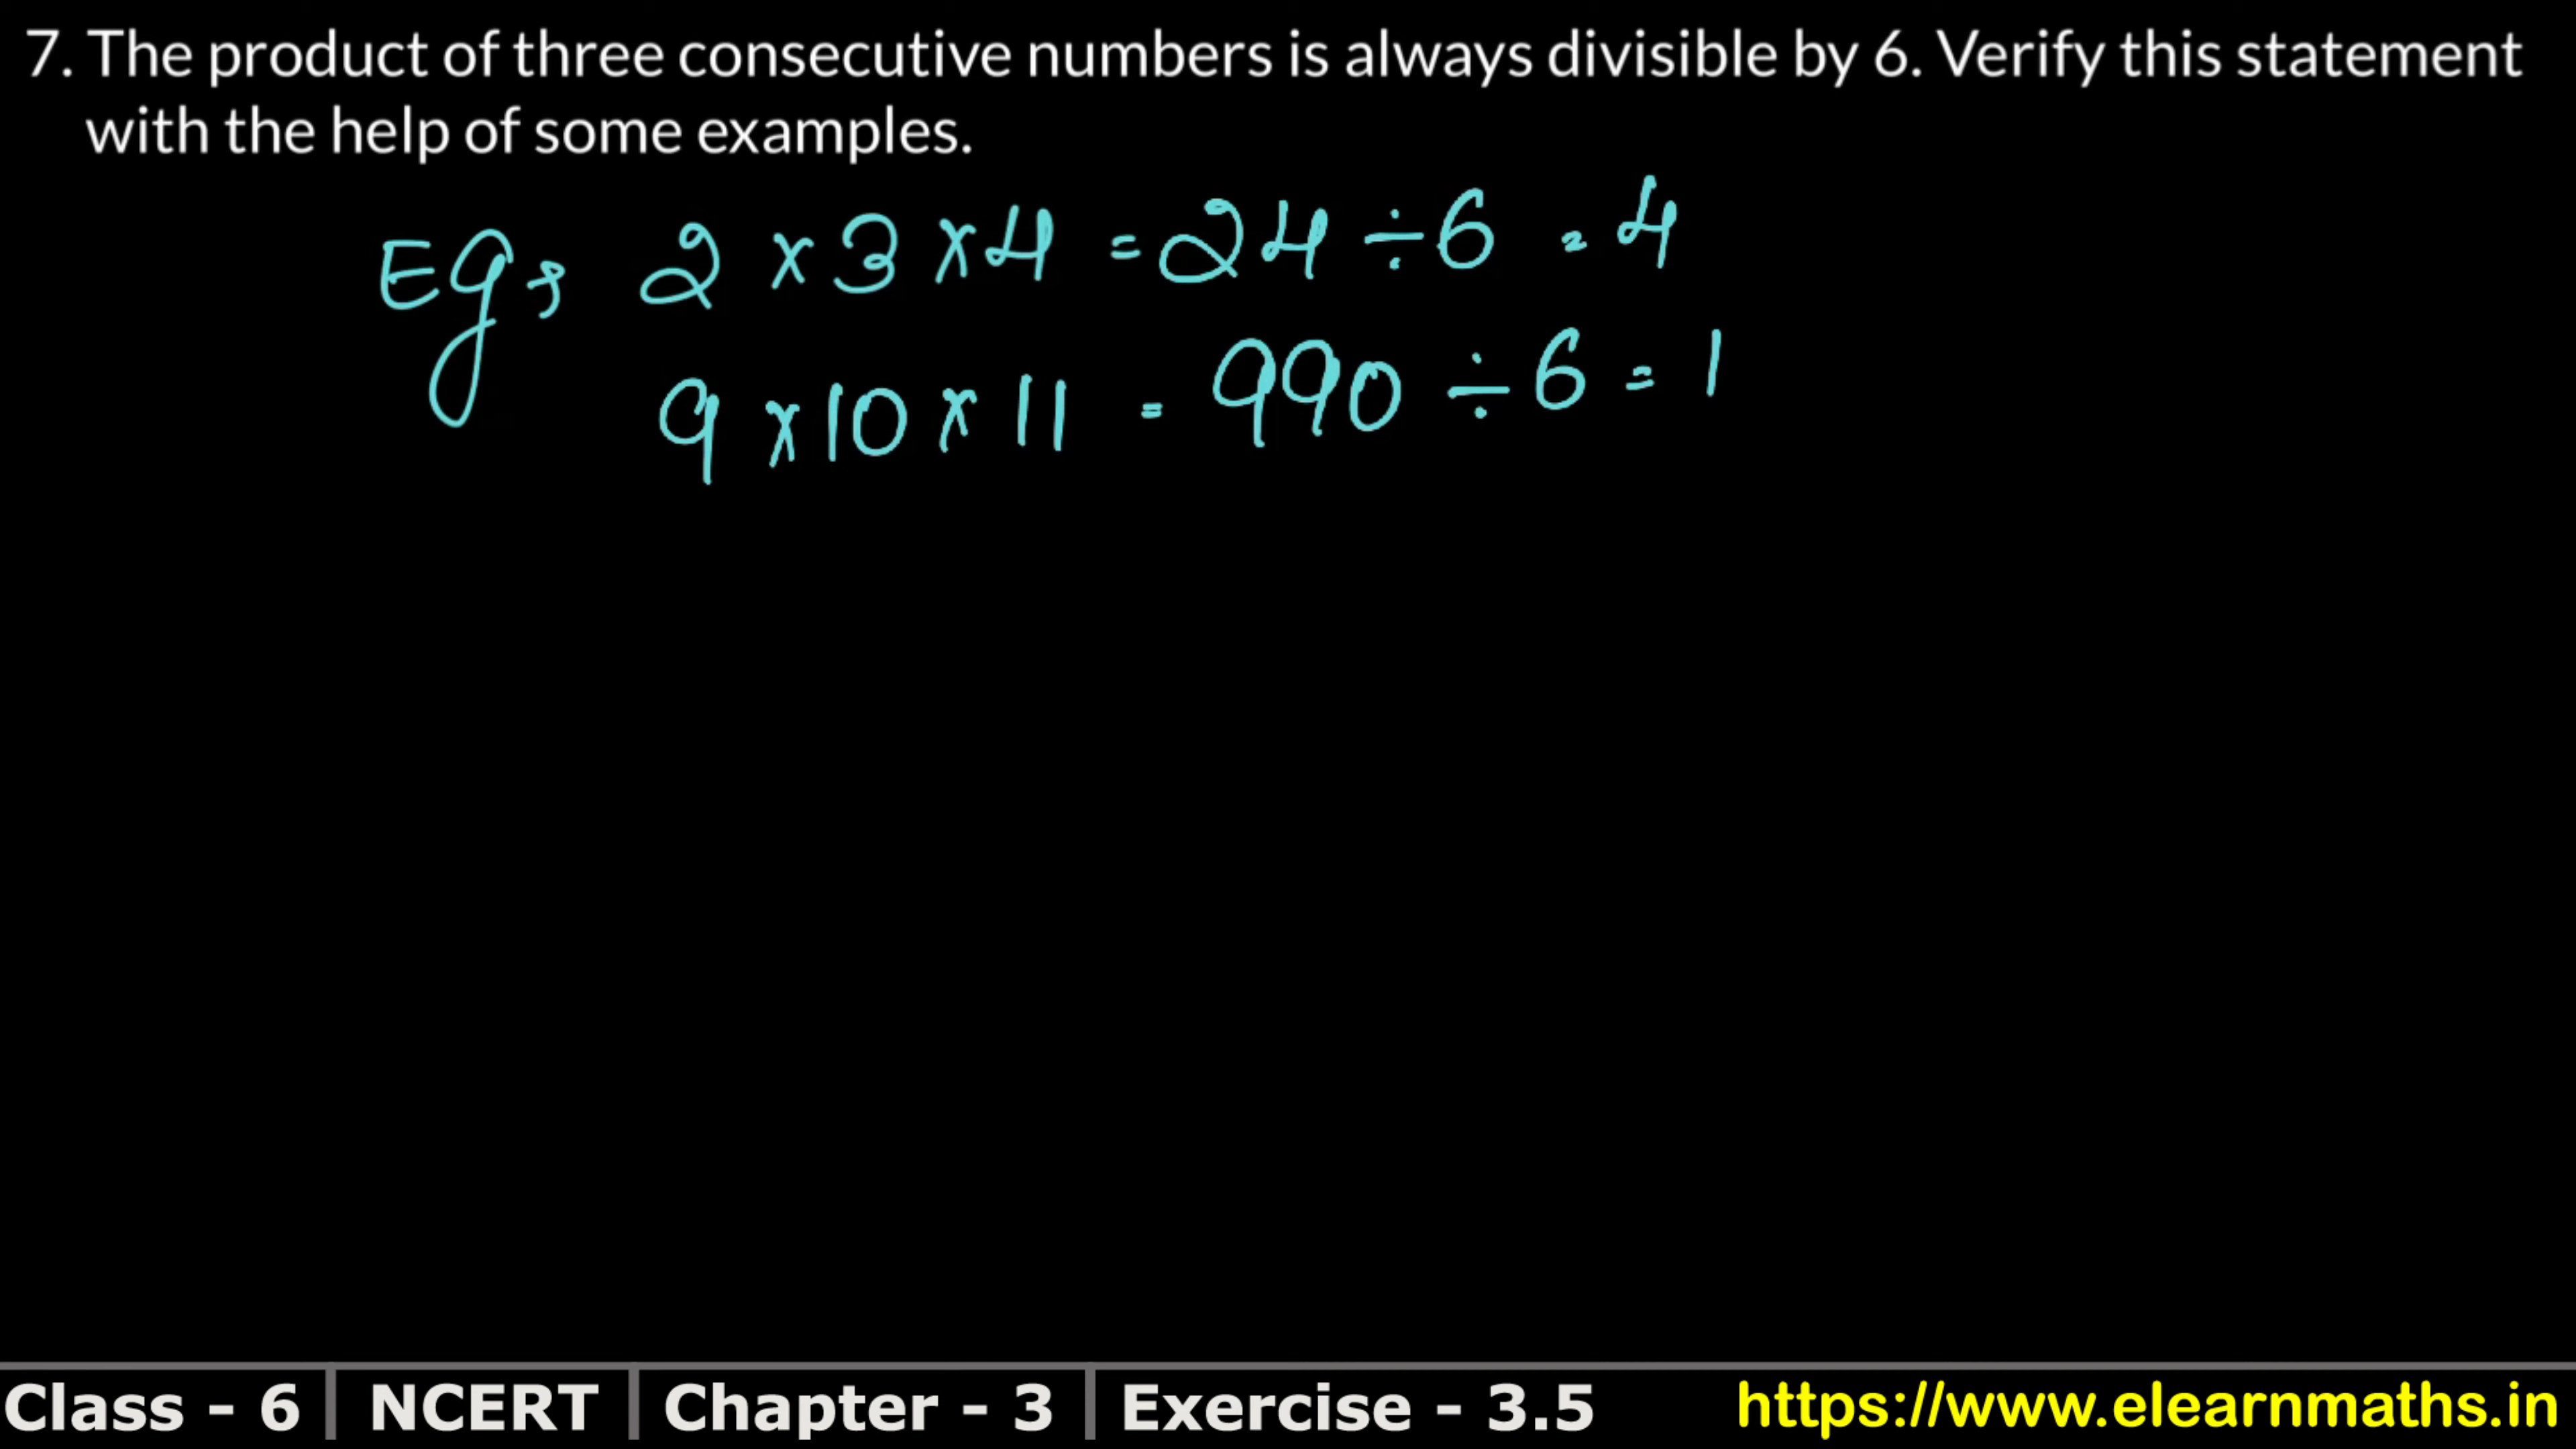 7. The product of three consecutive numbers is always divisible by 6. Verify this statement
with the help of some examples.
Eg, 2 × 3 × 4 = 24 ÷ 6 = 4
9 × 10 × 11 = 990 ÷ 6 = 1
Class - 6 | NCERT | Chapter - 3 | Exercise - 3.5 https://www.elearnmaths.in